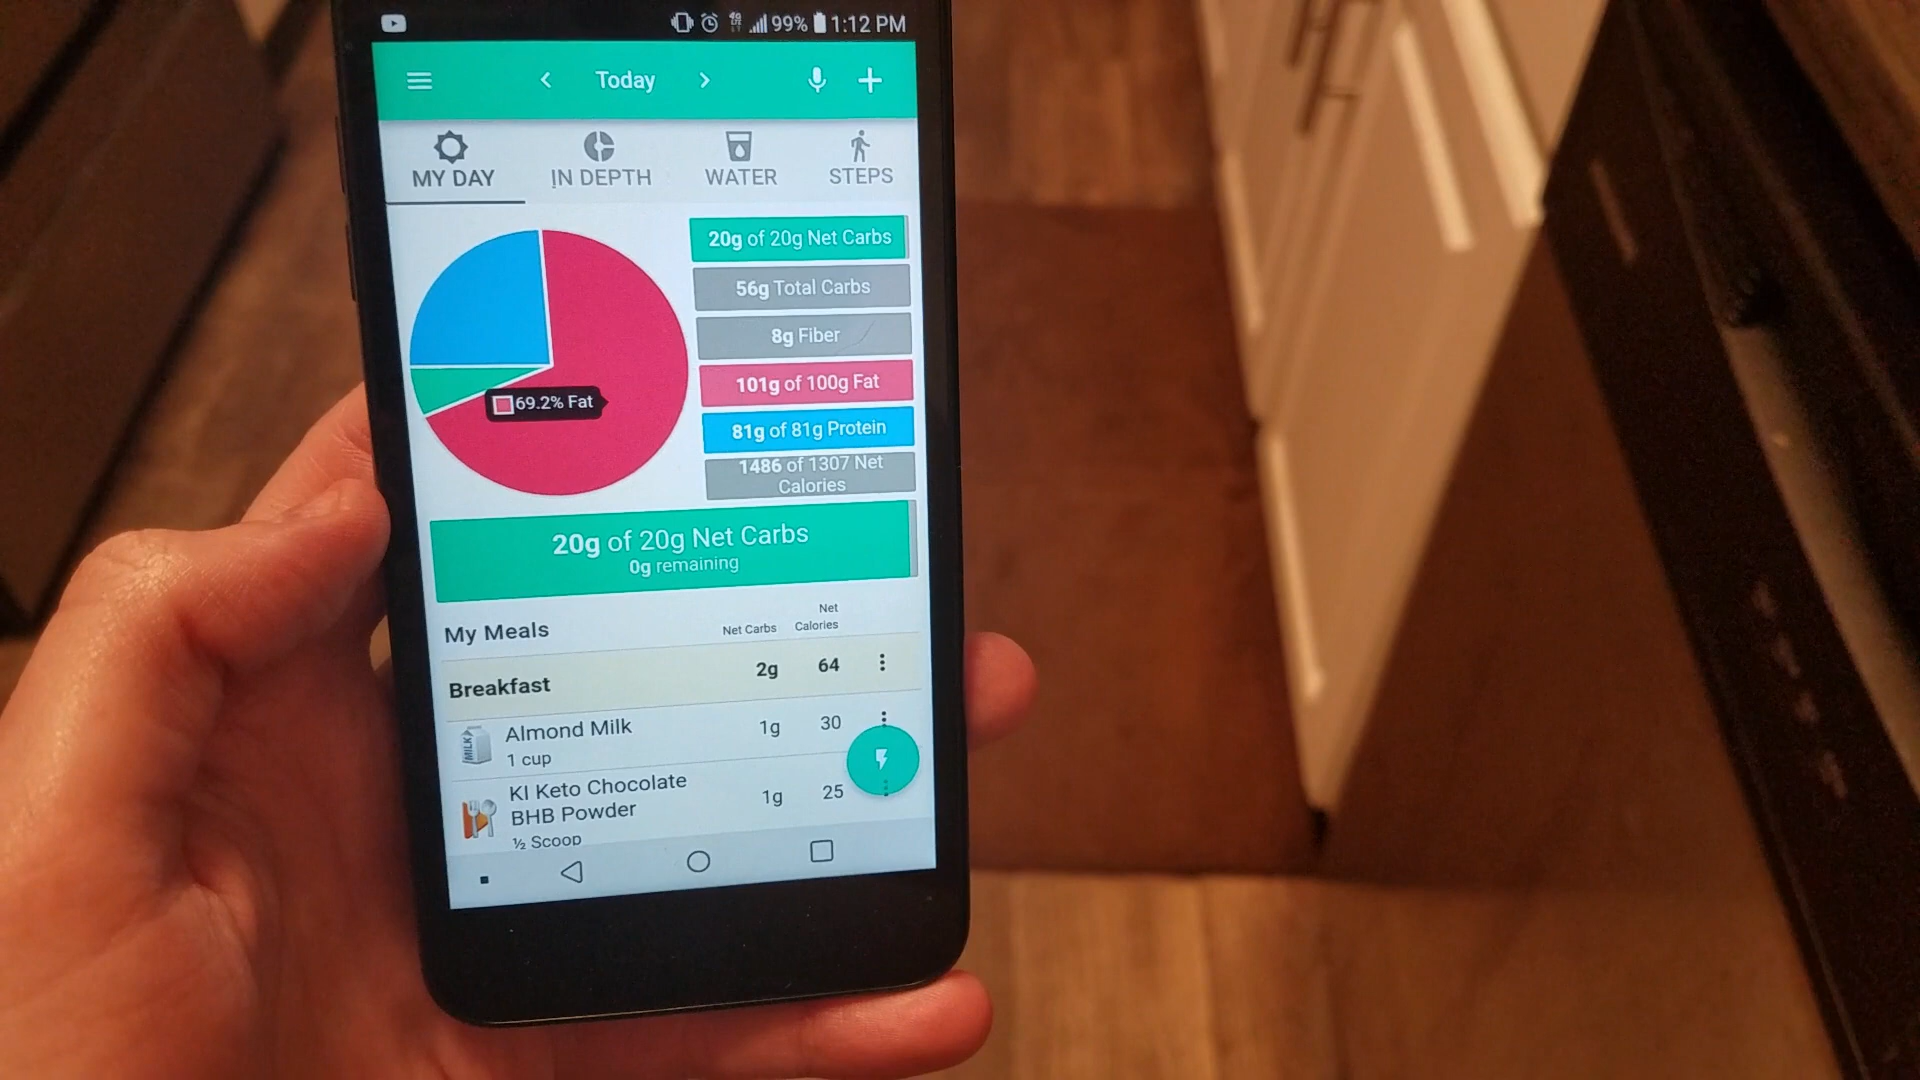 99% 1:12 PM
Today
MY DAY IN DEPTH WATER STEPS
20g of 20g Net Carbs
56g Total Carbs
8g Fiber
101g of 100g Fat
69.2% Fat
81g of 81g Protein
1486 of 1307 Net
Calories
20g of 20g Net Carbs
0g remaining
My Meals Net Carbs Net
Calories
Breakfast 2g 64
MILK
Almond Milk 1g 30
1 cup
KI Keto Chocolate
BHB Powder 1g 25
½ Scoop